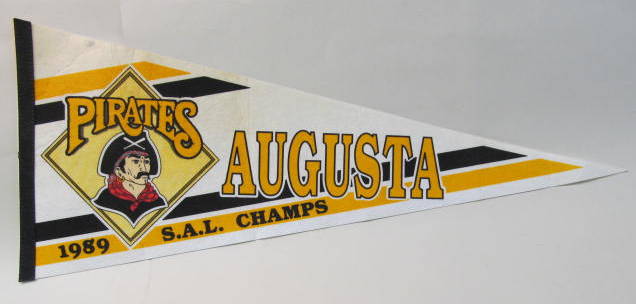 PIRATES
AUGUSTA
1989 S.A.L. CHAMPS